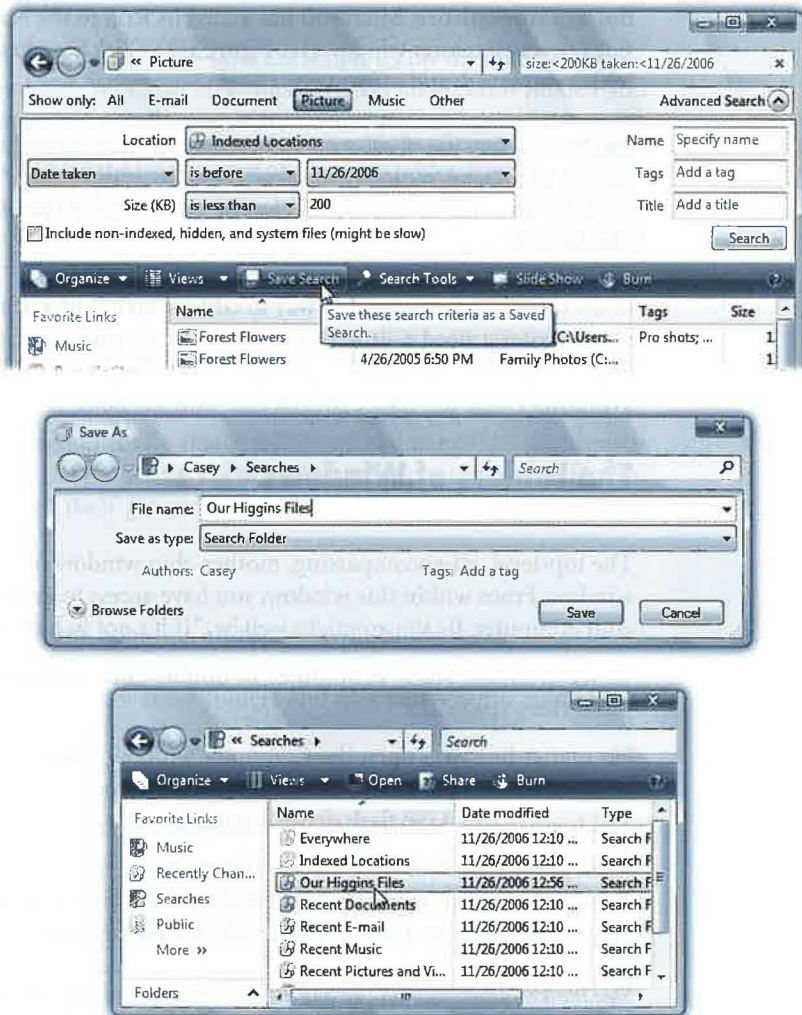 « Picture
size:<200KB taken:<11/26/2006
Show only: All E-mail Document Picture Music Other Advanced Search
Location Indexed Locations Name Specify name
Date taken is before 11/26/2006 Tags Add a tag
Size (KB) is less than 200 Title Add a title
Include non-indexed, hidden, and system files (might be slow) Search
Organize Views Save Search Search Tools Slide Show Burn
Favorite Links Name Tags Size
Save these search criteria as a Saved
Search.
Music Forest Flowers C:\Users... Pro shots; ... 1
Forest Flowers 4/26/2005 6:50 PM Family Photos (C:... 1
Save As
Casey Searches Search
File name: Our Higgins Files
Save as type: Search Folder
Authors: Casey Tags: Add a tag
Browse Folders Save Cancel
« Searches Search
Organize Views Open Share Burn
Favorite Links Name Date modified Type
Music Everywhere 11/26/2006 12:10 ... Search F
Recently Chan... Indexed Locations 11/26/2006 12:10 ... Search F
Searches Our Higgins Files 11/26/2006 12:56 ... Search F
Public Recent Documents 11/26/2006 12:10 ... Search F
More » Recent E-mail 11/26/2006 12:10 ... Search F
Recent Music 11/26/2006 12:10 ... Search F
Recent Pictures and Vi... 11/26/2006 12:10 ... Search F
Folders